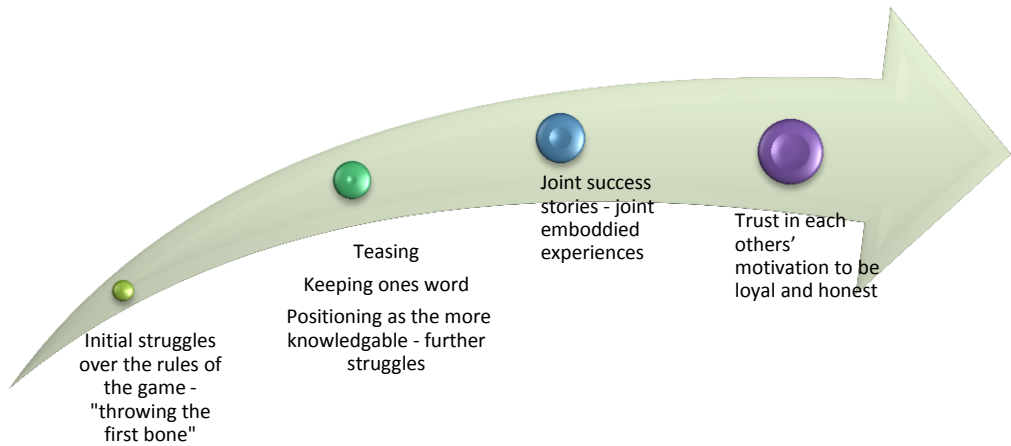 Initial struggles
over the rules of
the game -
"throwing the
first bone"
Teasing
Keeping ones word
Positioning as the more
knowledgable - further
struggles
Joint success
stories - joint
emboddied
experiences
Trust in each
others’
motivation to be
loyal and honest